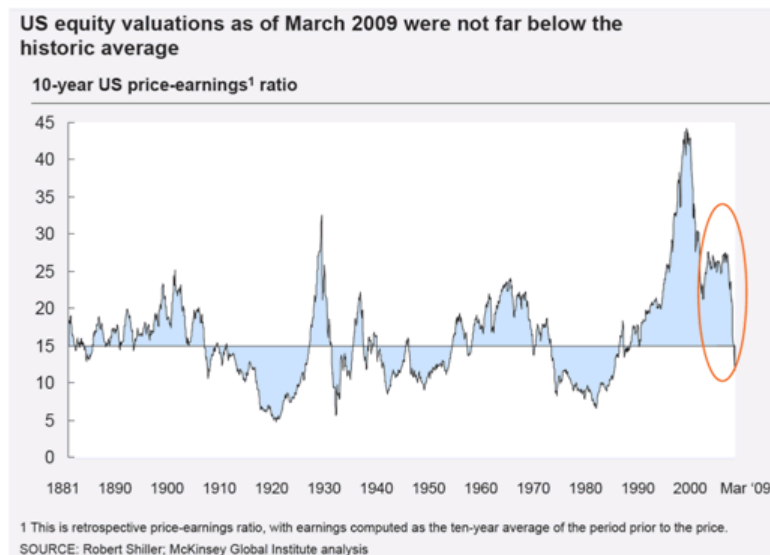 US equity valuations as of March 2009 were not far below the
historic average
10-year US price-earnings¹ ratio
45
40
35
30
25
20
15
10
5
0
1881 1890 1900 1910 1920 1930 1940 1950 1960 1970 1980 1990 2000 Mar '09
1 This is retrospective price-earnings ratio, with earnings computed as the ten-year average of the period prior to the price.
SOURCE: Robert Shiller; McKinsey Global Institute analysis